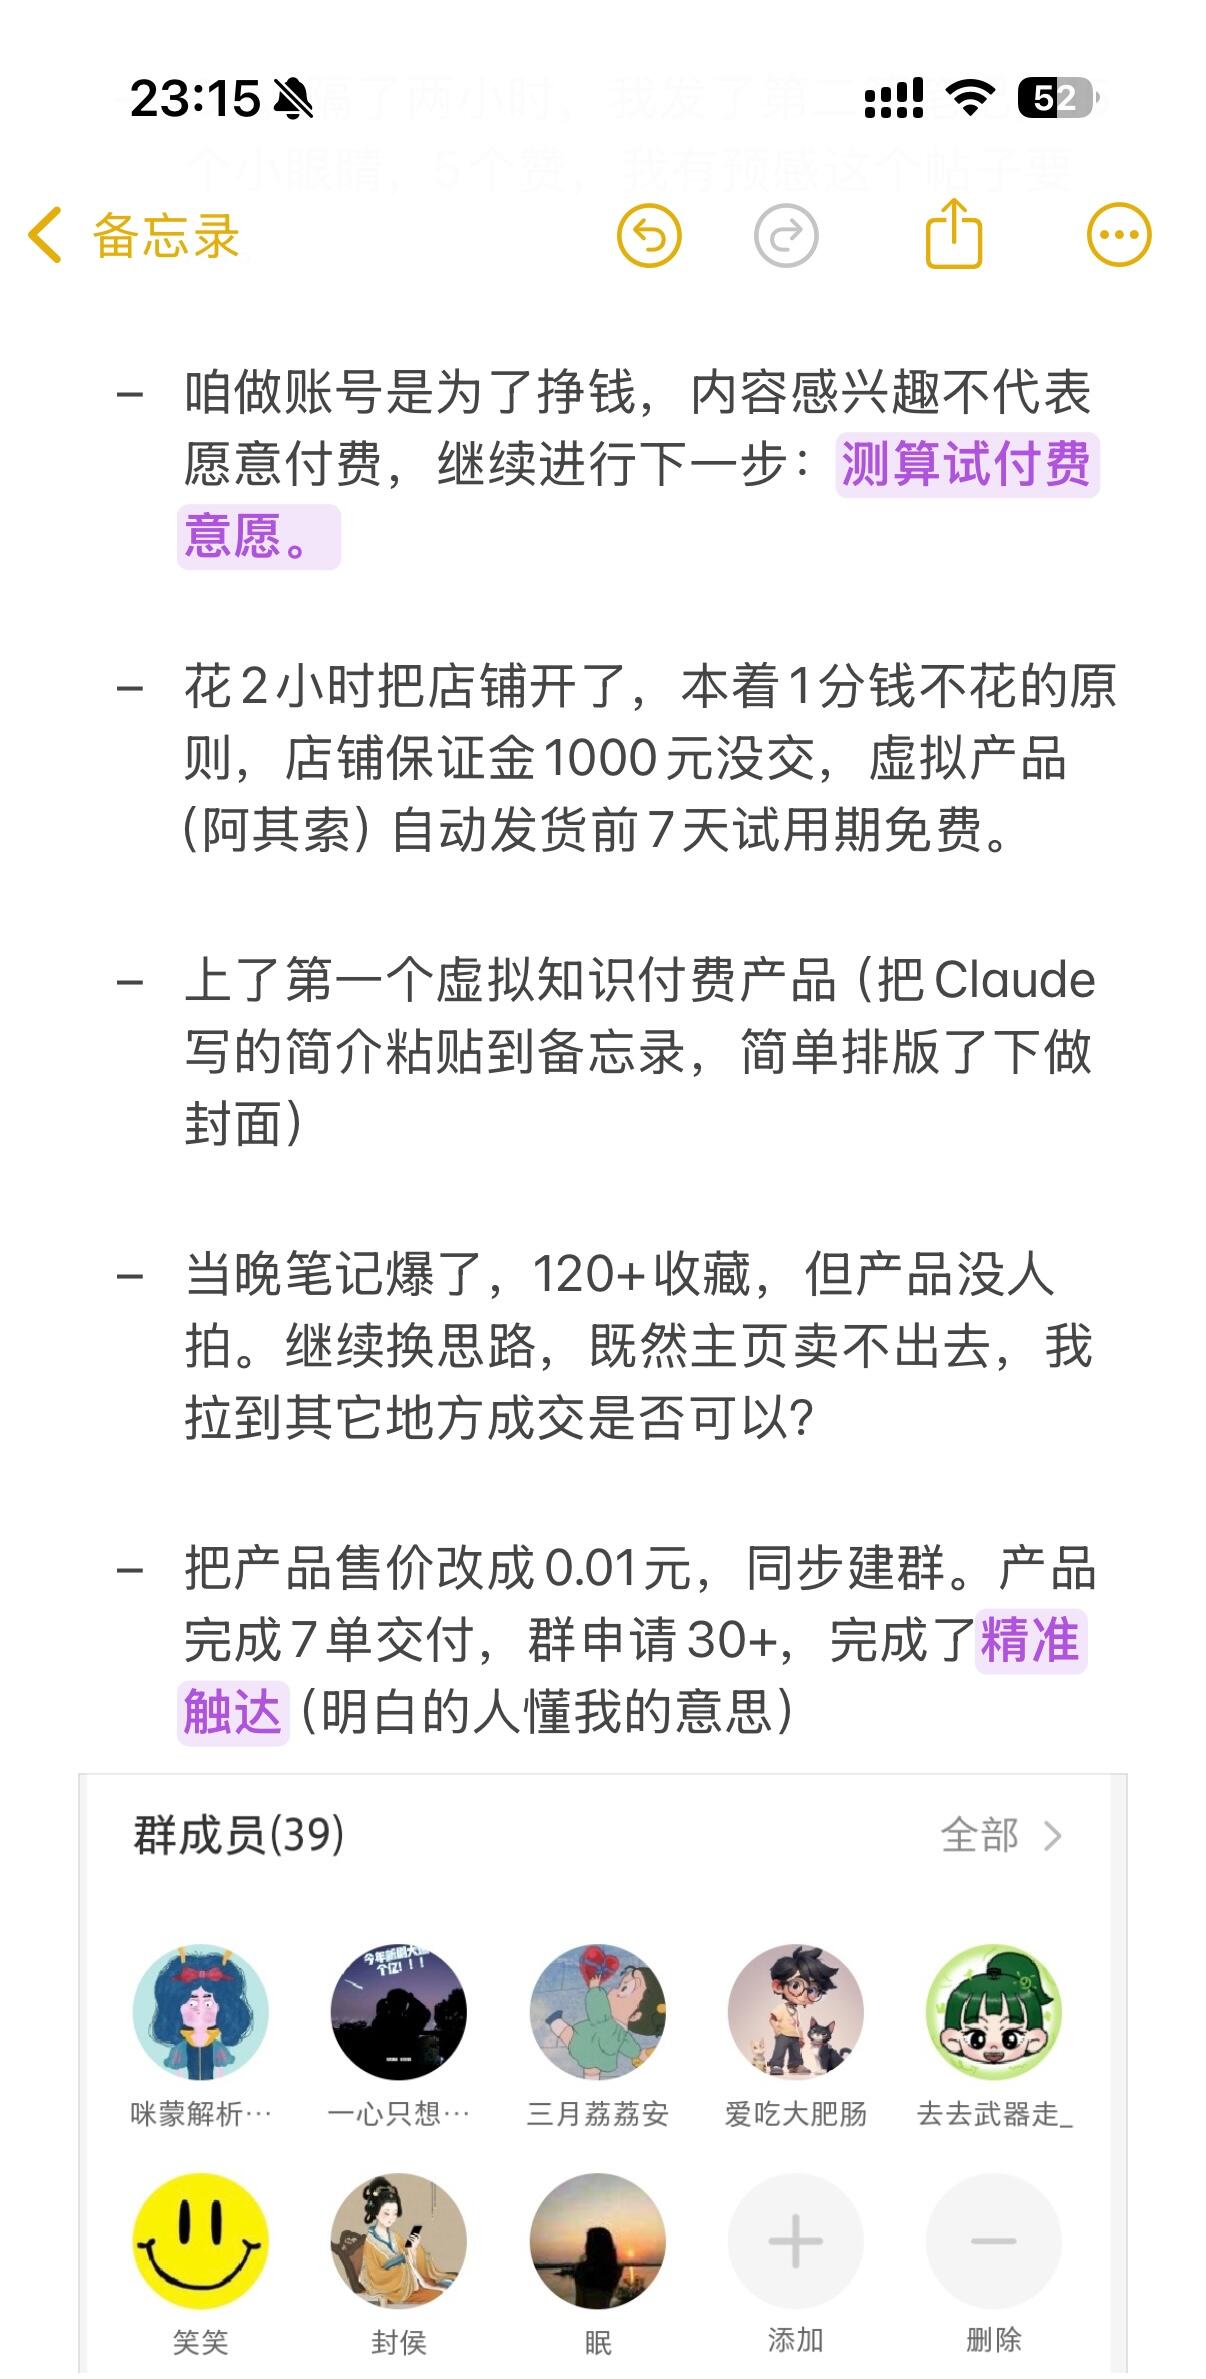 23:15
52
个小眼睛，5个赞，我有预感这个帖子要
备忘录
– 咱做账号是为了挣钱，内容感兴趣不代表
愿意付费，继续进行下一步：测算试付费
意愿。
– 花2小时把店铺开了，本着1分钱不花的原
则，店铺保证金1000元没交，虚拟产品
(阿其索) 自动发货前7天试用期免费。
– 上了第一个虚拟知识付费产品（把Claude
写的简介粘贴到备忘录，简单排版了下做
封面）
– 当晚笔记爆了，120+收藏，但产品没人
拍。继续换思路，既然主页卖不出去，我
拉到其它地方成交是否可以?
– 把产品售价改成0.01元，同步建群。产品
完成7单交付，群申请30+，完成了精准
触达（明白的人懂我的意思）
群成员(39)
全部
今年新剧大爆
个亿!!!
咪蒙解析…
一心只想…
三月荔荔安
爱吃大肥肠
去去武器走_
笑笑
封侯
眠
添加
删除